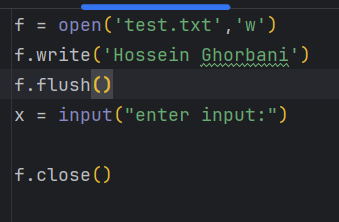 f = open('test.txt','w')
f.write('Hossein Ghorbani')
f.flush()
x = input("enter input:")
f.close()